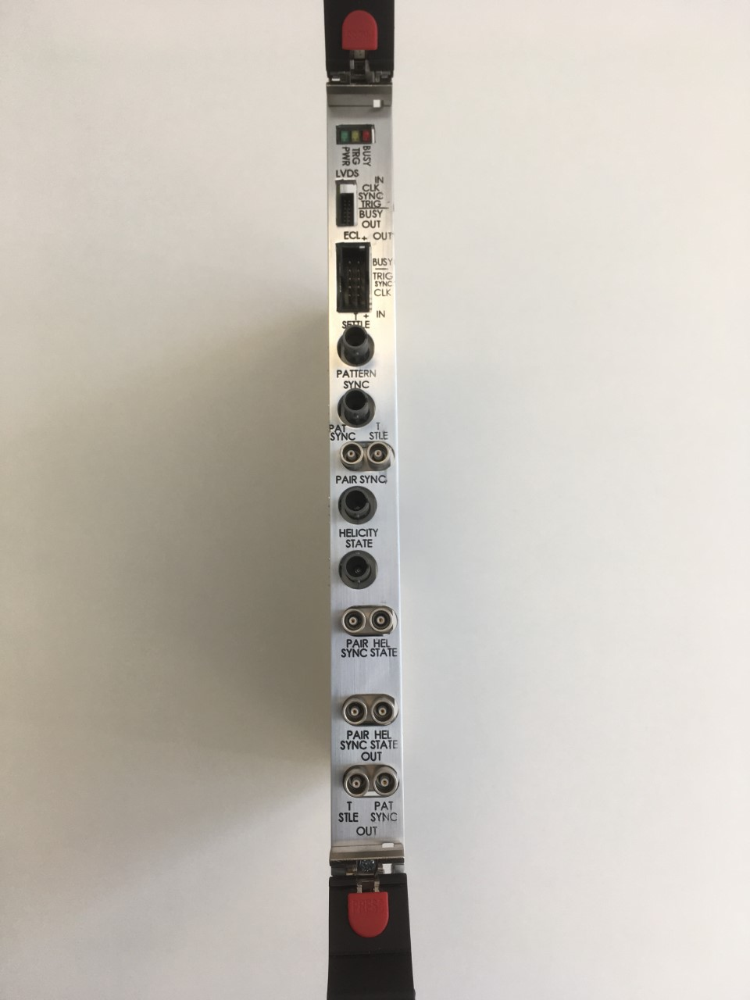 PWR TRG BUSY
LVDS
IN
CLK
SYNC
TRIG
BUSY
OUT
ECL + OUT
BUSY
TRIG
SYNC
CLK
+ IN
T
SETTLE
PATTERN
SYNC
PAT T
SYNC STLE
PAIR SYNC
HELICITY
STATE
PAIR HEL
SYNC STATE
PAIR HEL
SYNC STATE
OUT
T PAT
STLE SYNC
OUT